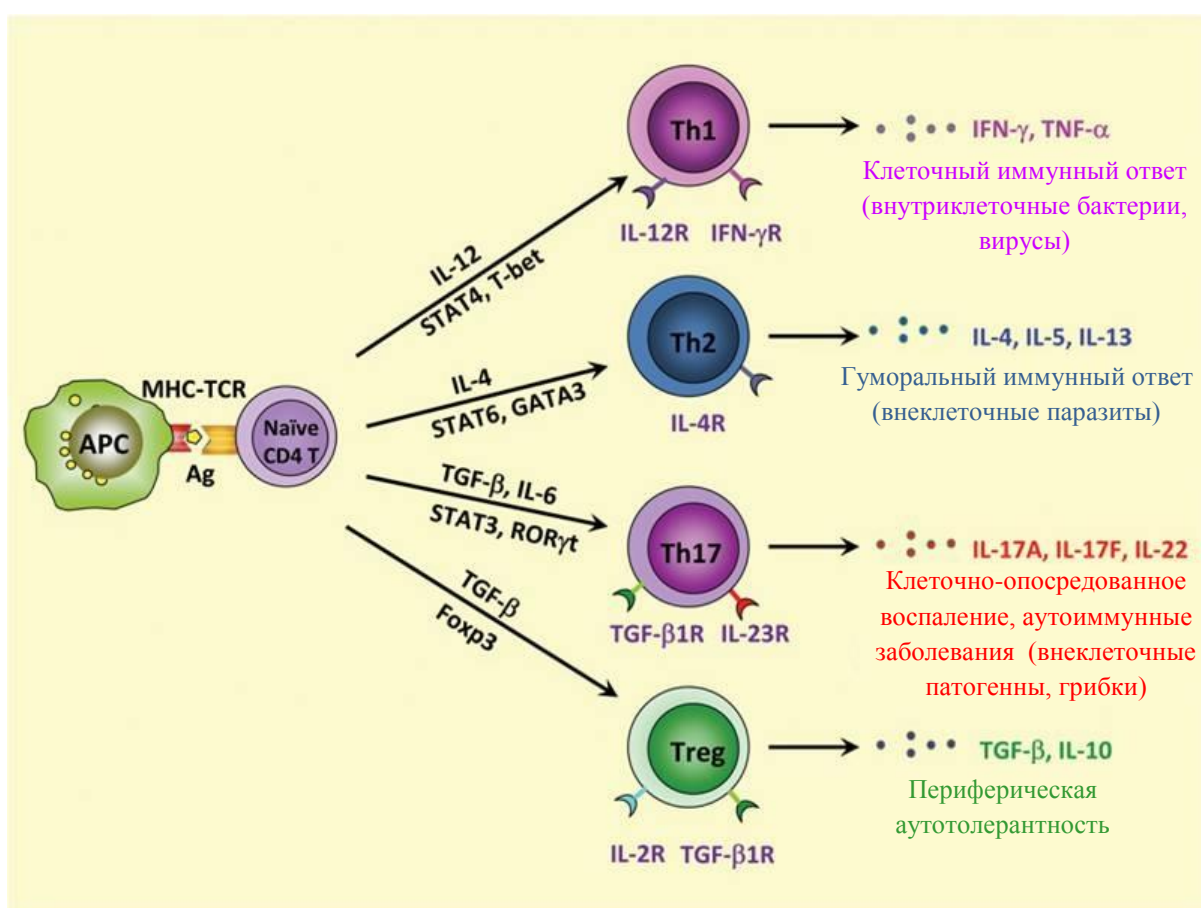 Th1
IFN-γ, TNF-α
Клеточный иммунный ответ
(внутриклеточные бактерии,
вирусы)
IL-12R IFN-γR
IL-12
STAT4, T-bet
Th2
IL-4, IL-5, IL-13
Гуморальный иммунный ответ
(внеклеточные паразиты)
IL-4R
IL-4
STAT6, GATA3
MHC-TCR
APC
Ag
Naïve
CD4 T
TGF-β, IL-6
STAT3, RORγt
Th17
IL-17A, IL-17F, IL-22
Клеточно-опосредованное
воспаление, аутоиммунные
заболевания (внеклеточные
патогенны, грибки)
TGF-β1R IL-23R
TGF-β
Foxp3
Treg
TGF-β, IL-10
Периферическая
аутотолерантность
IL-2R TGF-β1R